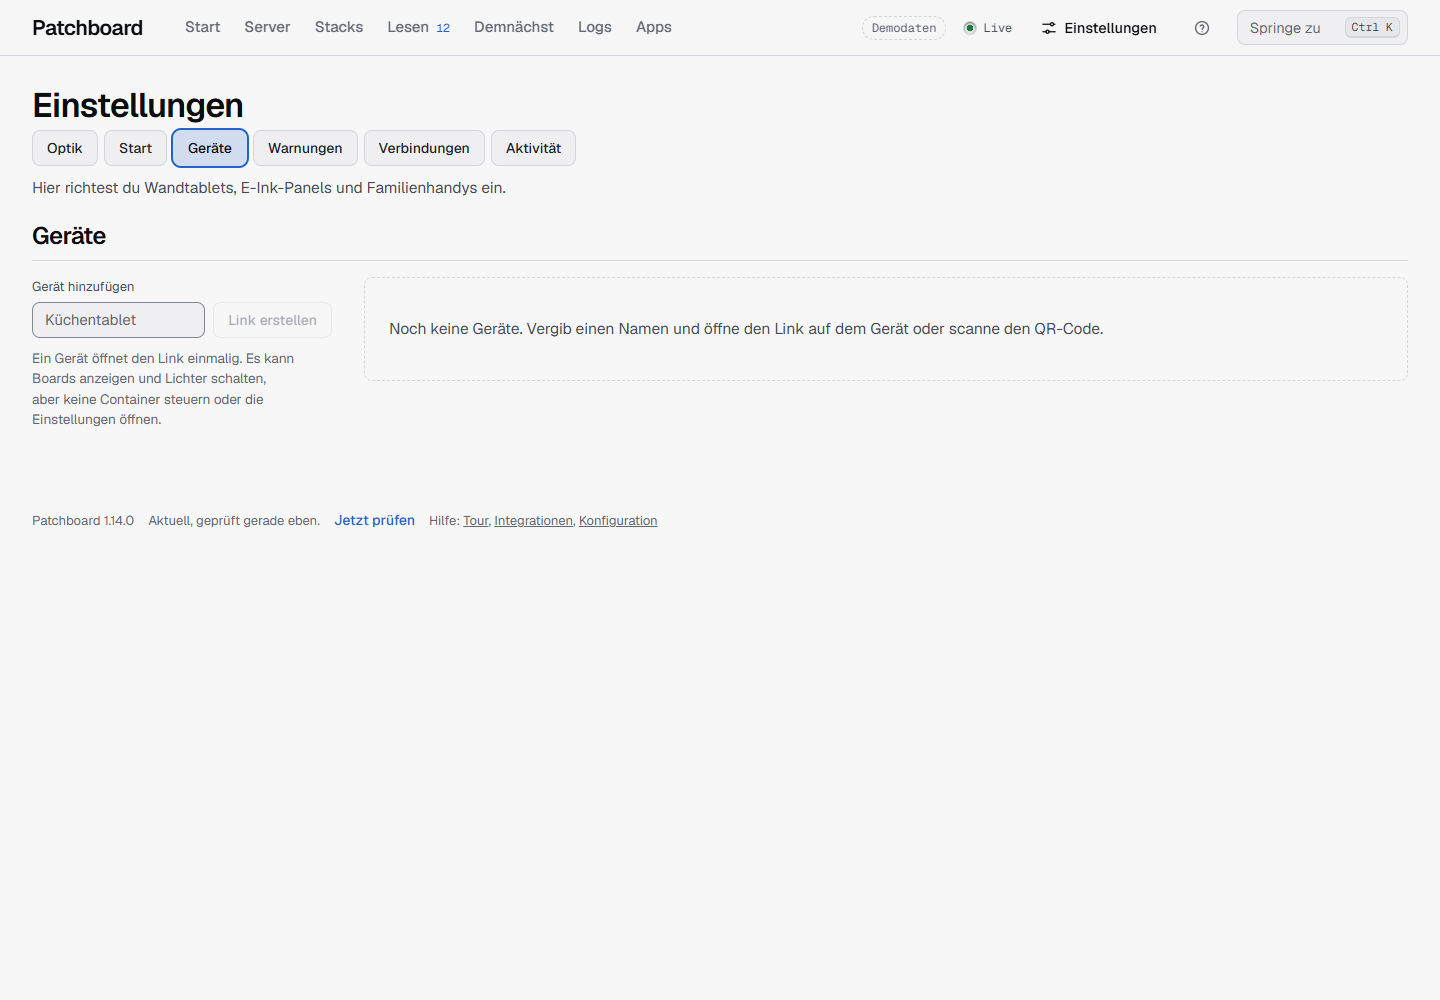 Patchboard Start Server Stacks Lesen 12 Demnächst Logs Apps Demodaten Live Einstellungen Springe zu Ctrl K
Einstellungen
Optik Start Geräte Warnungen Verbindungen Aktivität
Hier richtest du Wandtablets, E-Ink-Panels und Familienhandys ein.
Geräte
Gerät hinzufügen
Küchentablet Link erstellen
Ein Gerät öffnet den Link einmalig. Es kann
Boards anzeigen und Lichter schalten,
aber keine Container steuern oder die
Einstellungen öffnen.
Noch keine Geräte. Vergib einen Namen und öffne den Link auf dem Gerät oder scanne den QR-Code.
Patchboard 1.14.0 Aktuell, geprüft gerade eben. Jetzt prüfen Hilfe: Tour, Integrationen, Konfiguration